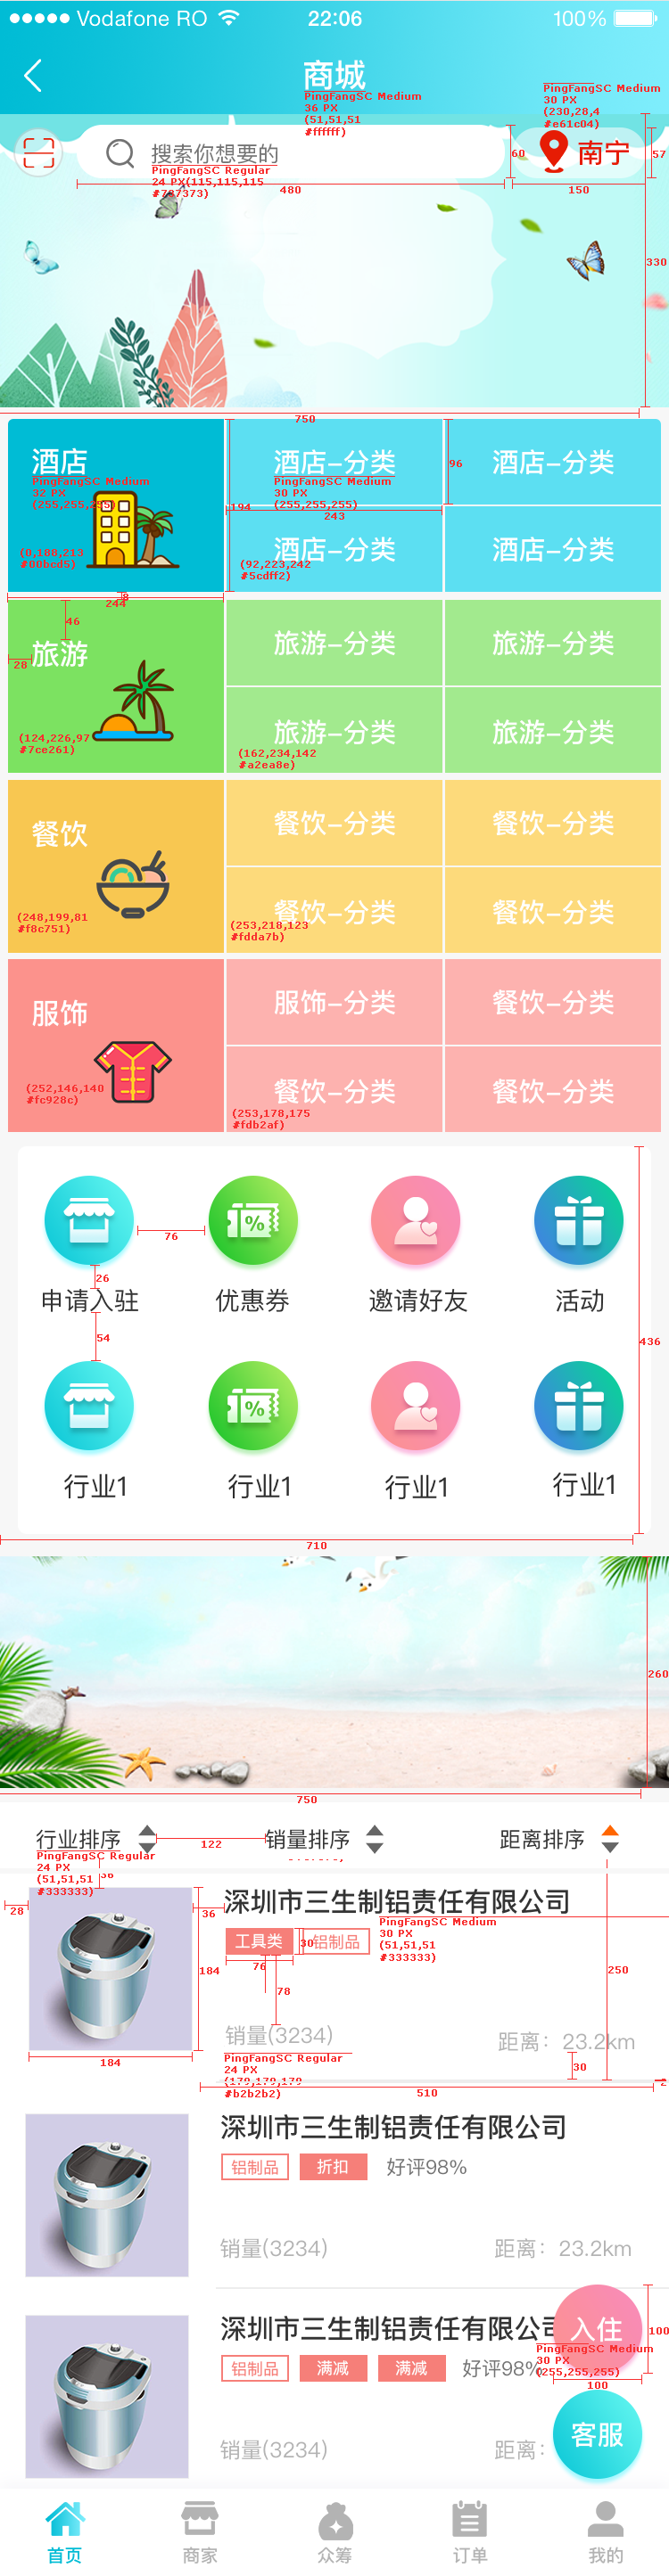 Vodafone RO 22:06 100%
商城
PingFangSC Medium
36 PX
(51,51,51
#ffffff)
PingFangSC Medium
30 PX
(230,28,4
#e61c04)
搜索你想要的
南宁
60
57
PingFangSC Regular
24 PX(115,115,115
#737373)
480
150
330
750
酒店
PingFangSC Medium
32 PX
(255,255,255)
(0,188,213
#00bcd5)
酒店-分类
PingFangSC Medium
30 PX
(255,255,255)
酒店-分类
96
194
243
酒店-分类
酒店-分类
(92,223,242
#5cdff2)
8
244
46
28
旅游
(124,226,97
#7ce261)
旅游-分类
旅游-分类
旅游-分类
旅游-分类
(162,234,142
#a2ea8e)
餐饮
(248,199,81
#f8c751)
餐饮-分类
餐饮-分类
餐饮-分类
餐饮-分类
(253,218,123
#fdda7b)
服饰
(252,146,140
#fc928c)
服饰-分类
餐饮-分类
餐饮-分类
餐饮-分类
(253,178,175
#fdb2af)
76
26
申请入驻
优惠券
邀请好友
活动
54
436
行业1
行业1
行业1
行业1
710
260
750
行业排序
122
销量排序
距离排序
PingFangSC Regular
24 PX
(51,51,51
#333333)
36
28
36
184
184
深圳市三生制铝责任有限公司
工具类
30
铝制品
PingFangSC Medium
30 PX
(51,51,51
#333333)
76
78
250
销量(3234)
距离：23.2km
PingFangSC Regular
24 PX
(179,179,179
#b2b2b2)
30
510
深圳市三生制铝责任有限公司
铝制品
折扣
好评98%
销量(3234)
距离：23.2km
深圳市三生制铝责任有限公司
铝制品
满减
满减
好评98%
入住
100
PingFangSC Medium
30 PX
(255,255,255)
100
销量(3234)
距离：
客服
首页
商家
众筹
订单
我的